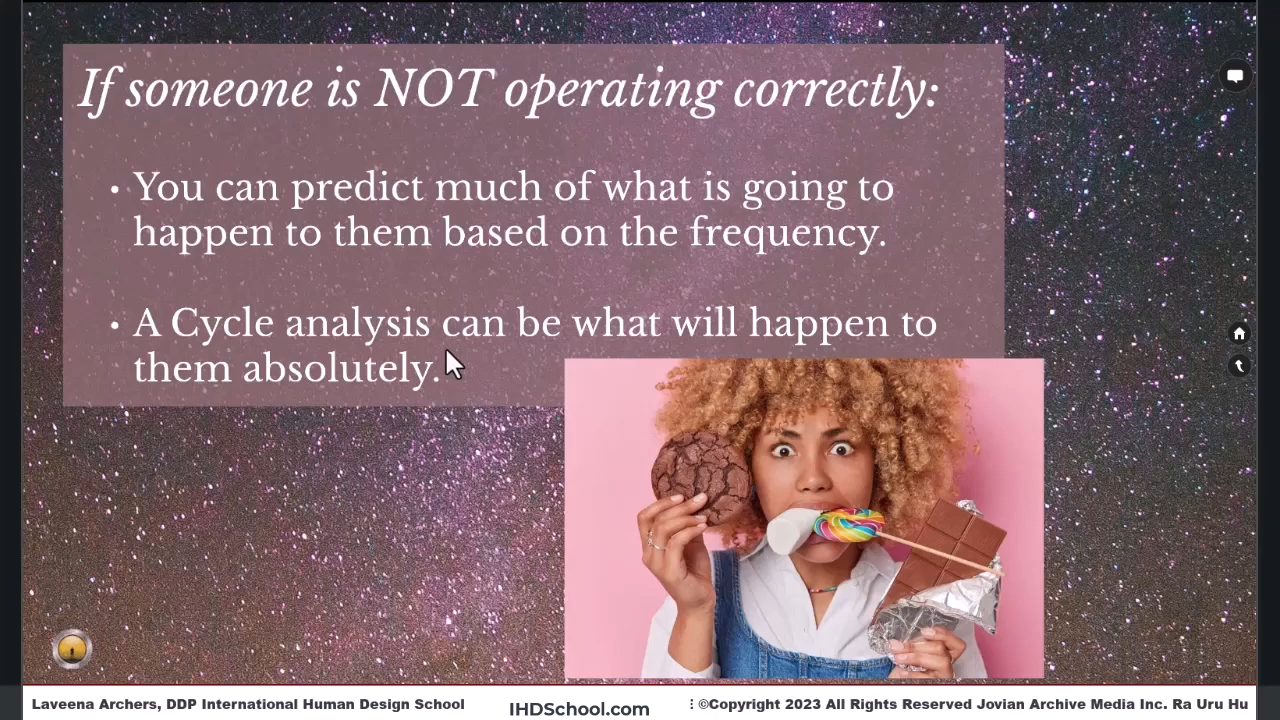 If someone is NOT operating correctly:
• You can predict much of what is going to
happen to them based on the frequency.
• A Cycle analysis can be what will happen to
them absolutely.
Laveena Archers, DDP International Human Design School
IHDSchool.com
⁝ ©Copyright 2023 All Rights Reserved Jovian Archive Media Inc. Ra Uru Hu